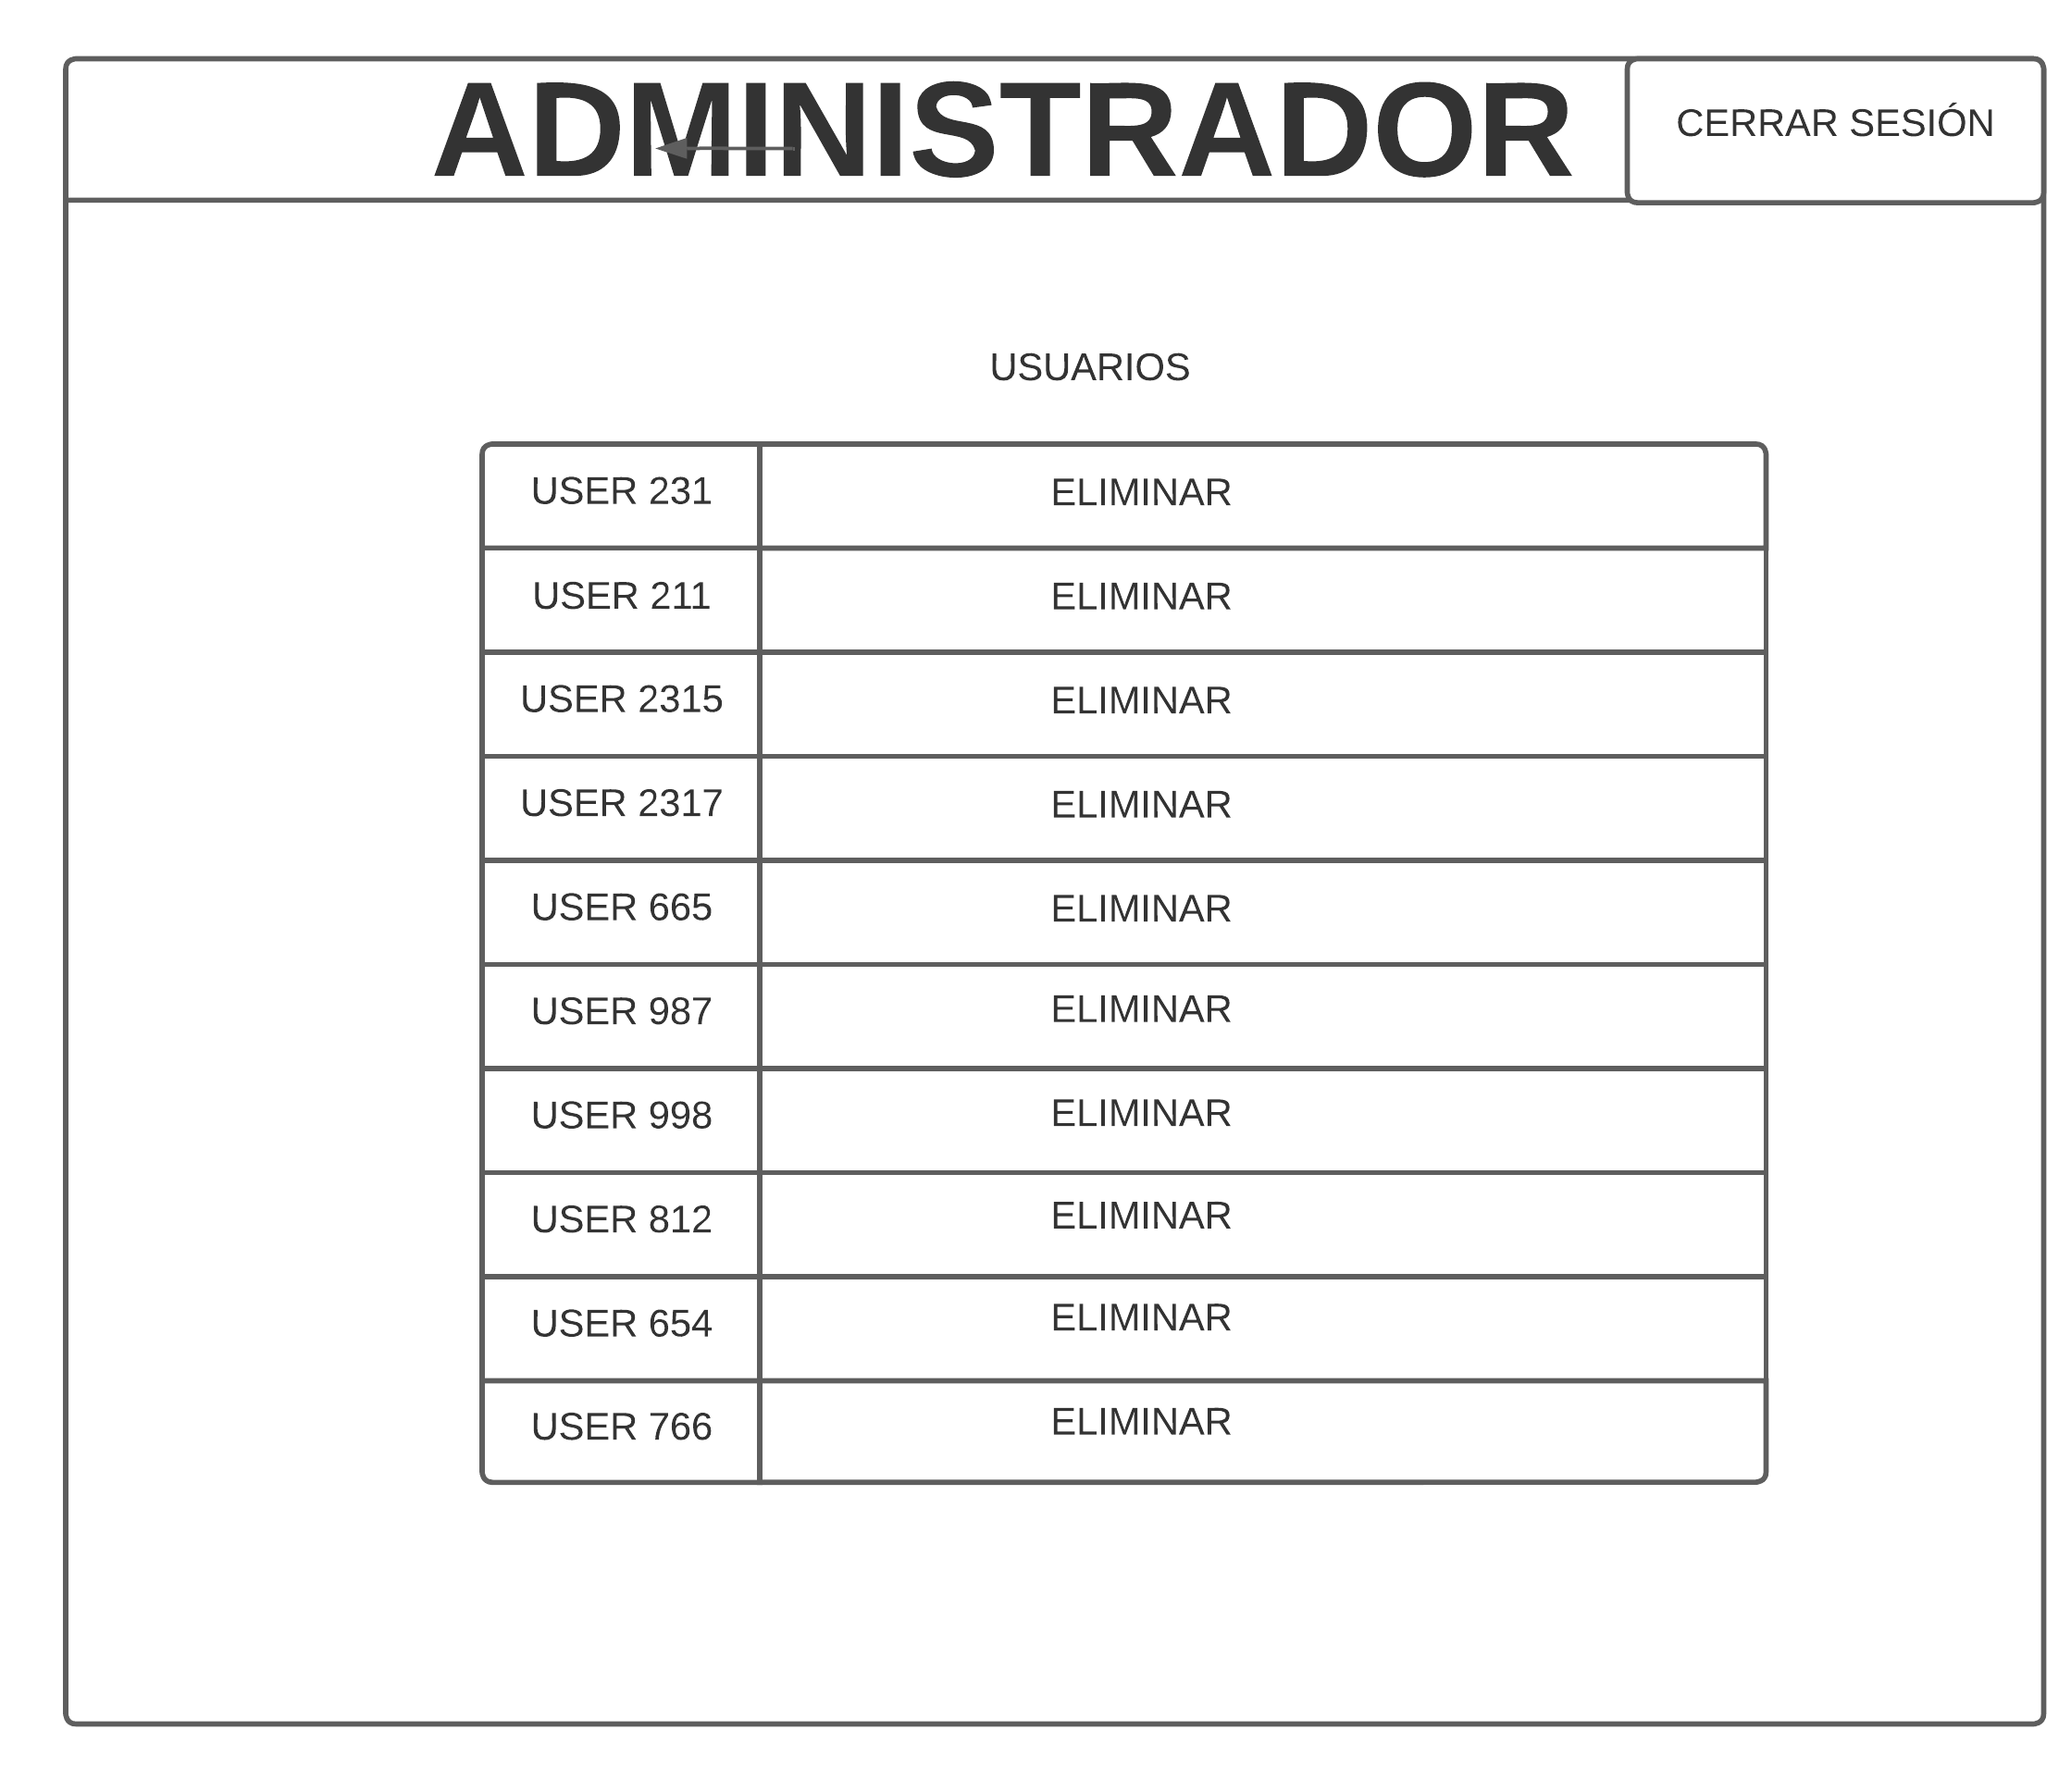 ADMINISTRADOR
CERRAR SESIÓN
USUARIOS
USER 231 ELIMINAR
USER 211 ELIMINAR
USER 2315 ELIMINAR
USER 2317 ELIMINAR
USER 665 ELIMINAR
USER 987 ELIMINAR
USER 998 ELIMINAR
USER 812 ELIMINAR
USER 654 ELIMINAR
USER 766 ELIMINAR